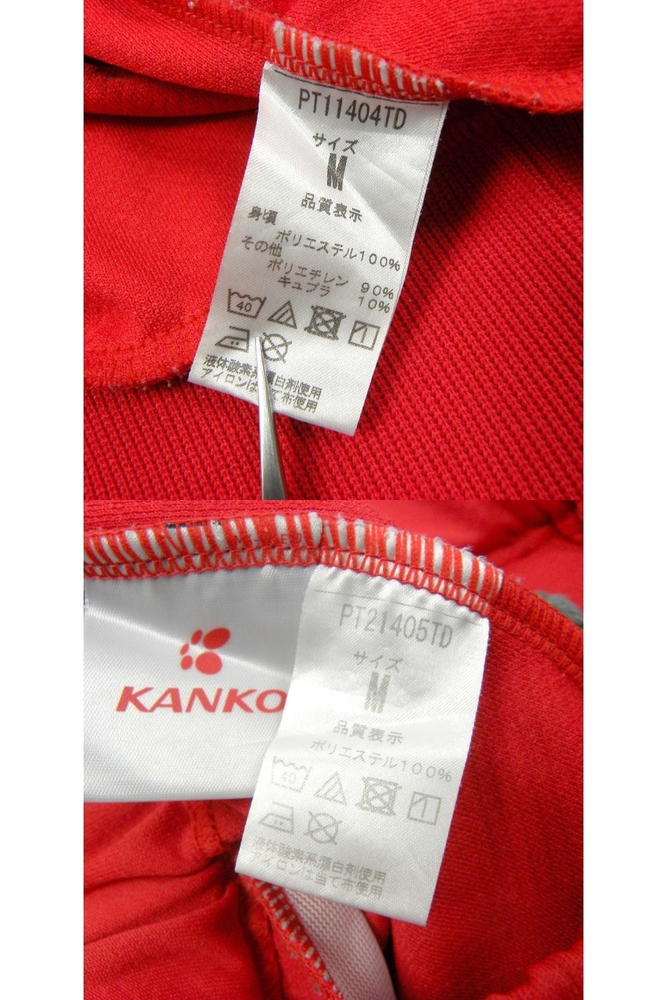 PT11404TD
サイズ
M
品質表示
身頃
ポリエステル100%
その他
ポリエチレン 90%
キュプラ 10%
40
1
液体酸素系漂白剤使用
アイロンは当て布使用
PT21405TD
サイズ
M
品質表示
ポリエステル100%
40
1
液体酸素系漂白剤使用
アイロンは当て布使用
KANKO